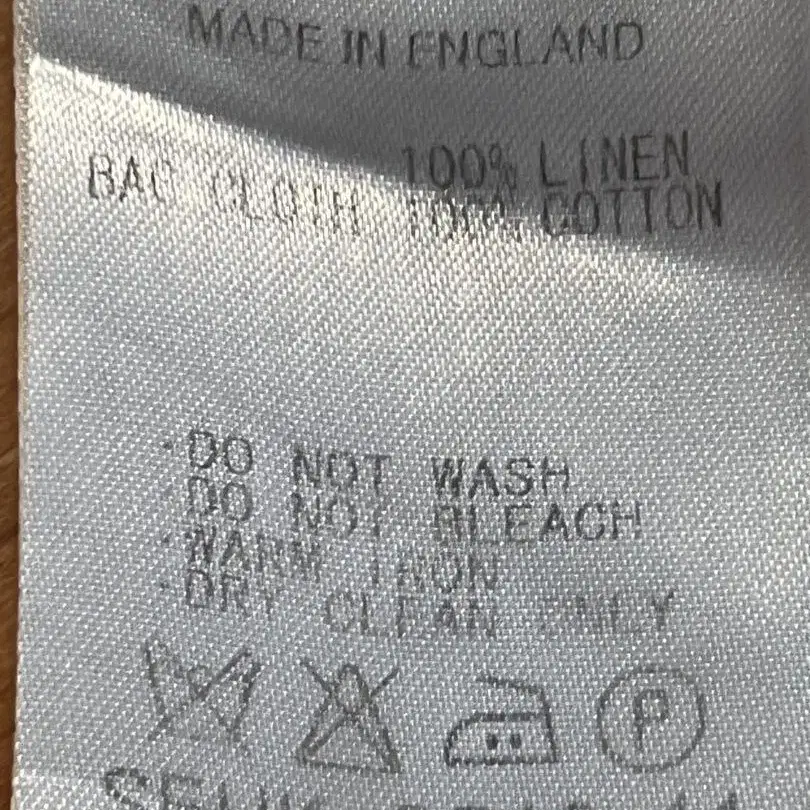 MADE IN ENGLAND
100% LINEN
BAC CLOTH 100% COTTON
·DO NOT WASH
·DO NOT BLEACH
·WARM IRON
·DRY CLEAN ONLY
P